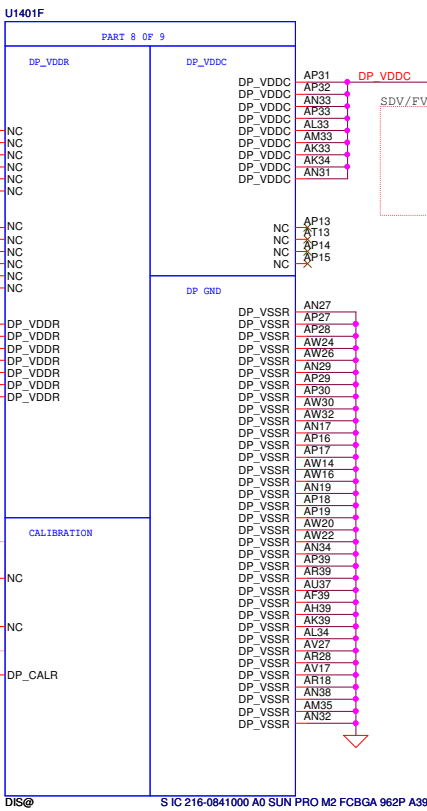 U1401F
PART 8 OF 9
DP_VDDR
DP_VDDC
DP_VDDC AP31 DP_VDDC
DP_VDDC AP32
DP_VDDC AN33 SDV/FV
DP_VDDC AP33
NC DP_VDDC AL33
NC DP_VDDC AM33
NC DP_VDDC AK33
NC DP_VDDC AK34
NC DP_VDDC AN31
NC
NC NC AP13
NC NC AT13
NC NC AP14
NC NC AP15
NC
NC
DP GND
DP_VSSR AN27
DP_VDDR DP_VSSR AP27
DP_VDDR DP_VSSR AP28
DP_VDDR DP_VSSR AW24
DP_VDDR DP_VSSR AW26
DP_VDDR DP_VSSR AN29
DP_VDDR DP_VSSR AP29
DP_VDDR DP_VSSR AP30
DP_VSSR AW30
DP_VSSR AW32
DP_VSSR AN17
DP_VSSR AP16
DP_VSSR AP17
DP_VSSR AW14
DP_VSSR AW16
DP_VSSR AN19
DP_VSSR AP18
DP_VSSR AP19
DP_VSSR AW20
CALIBRATION
DP_VSSR AW22
DP_VSSR AN34
DP_VSSR AP39
NC DP_VSSR AR39
DP_VSSR AU37
DP_VSSR AF39
DP_VSSR AH39
NC DP_VSSR AK39
DP_VSSR AL34
DP_VSSR AV27
DP_VSSR AR28
DP_CALR DP_VSSR AV17
DP_VSSR AR18
DP_VSSR AN38
DP_VSSR AM35
DP_VSSR AN32
DIS@ S IC 216-0841000 A0 SUN PRO M2 FCBGA 962P A39